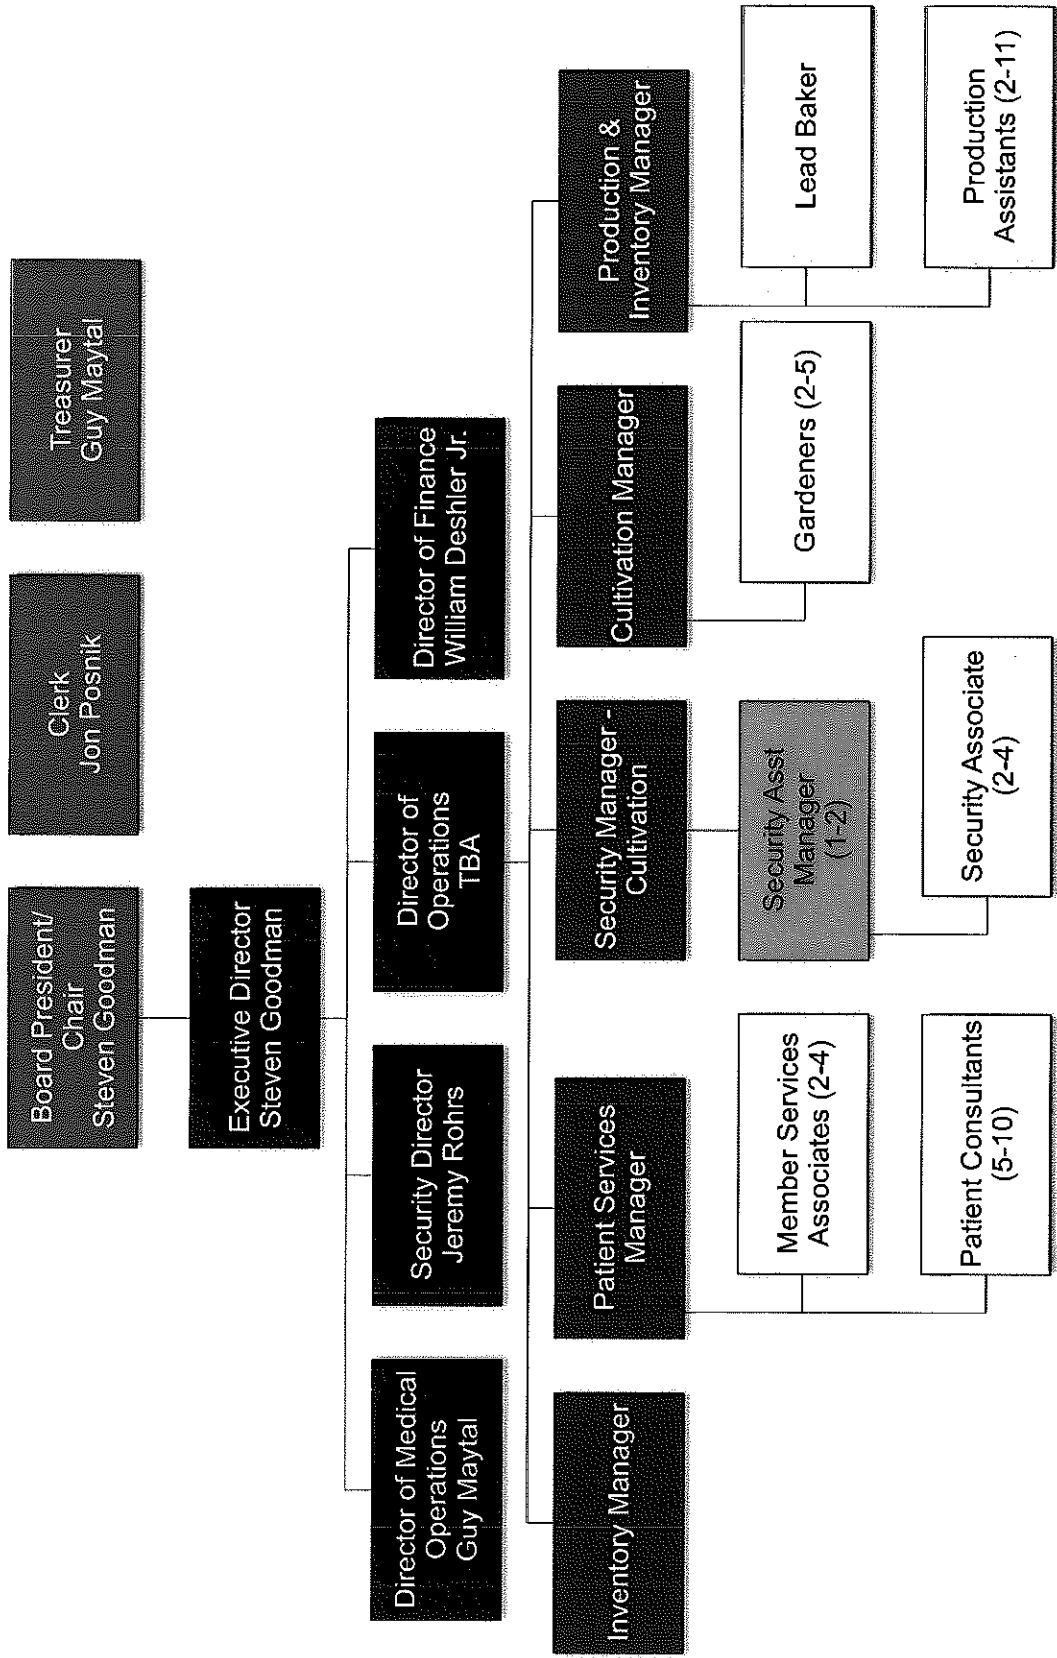 Board President/
Chair
Steven Goodman
Clerk
Jon Posnik
Treasurer
Guy Maytal
Executive Director
Steven Goodman
Director of Medical
Operations
Guy Maytal
Security Director
Jeremy Rohrs
Director of
Operations
TBA
Director of Finance
William Deshler Jr.
Inventory Manager
Patient Services
Manager
Security Manager -
Cultivation
Cultivation Manager
Production &
Inventory Manager
Member Services
Associates (2-4)
Security Asst
Manager
(1-2)
Gardeners (2-5)
Lead Baker
Patient Consultants
(5-10)
Security Associate
(2-4)
Production
Assistants (2-11)